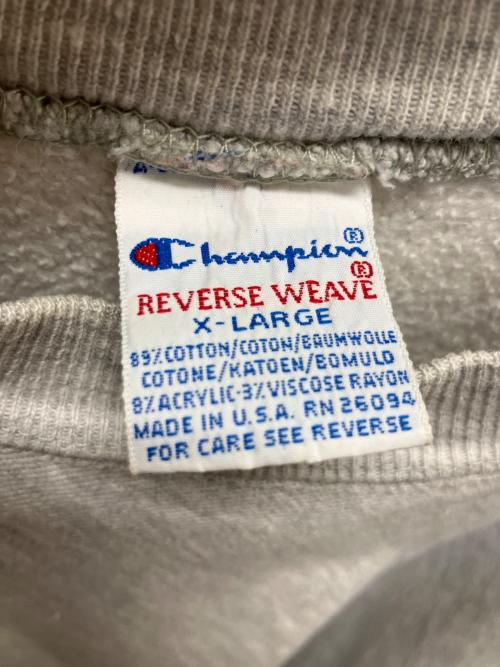 Champion®
REVERSE WEAVE®
X-LARGE
89% COTTON/COTON/BAUMWOLLE
COTONE/KATOEN/BOMULD
8% ACRYLIC-3% VISCOSE RAYON
MADE IN U.S.A. RN 26094
FOR CARE SEE REVERSE